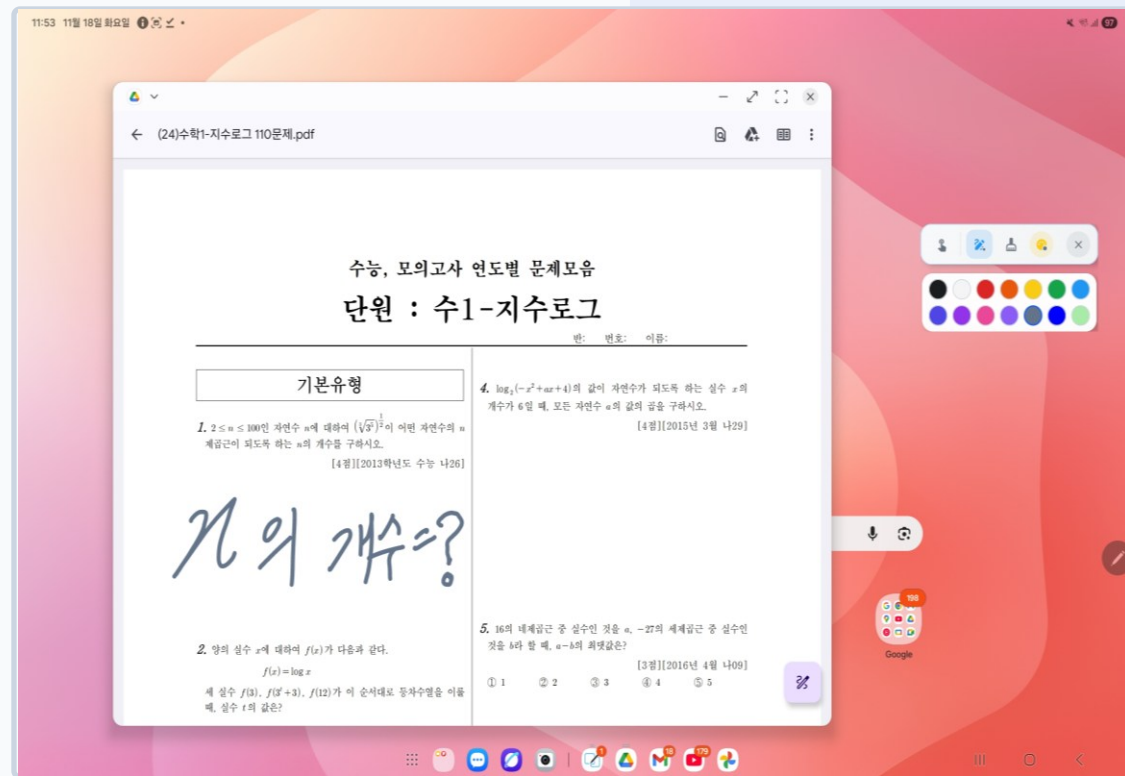 11:53 11월 18일 화요일
97
(24)수학1-지수로그 110문제.pdf
수능, 모의고사 연도별 문제모음
단원 : 수1-지수로그
반: 번호: 이름:
기본유형
1. 2≤n≤100인 자연수 n에 대하여 (∛3⁵)^½이 어떤 자연수의 n
제곱근이 되도록 하는 n의 개수를 구하시오.
[4점][2013학년도 수능 나26]
n의 개수=?
2. 양의 실수 x에 대하여 f(x)가 다음과 같다.
f(x)=log x
세 실수 f(3), f(3ᵗ+3), f(12)가 이 순서대로 등차수열을 이룰
때, 실수 t의 값은?
4. log₂(-x²+ax+4)의 값이 자연수가 되도록 하는 실수 x의
개수가 6일 때, 모든 자연수 a의 값의 곱을 구하시오.
[4점][2015년 3월 나29]
5. 16의 네제곱근 중 실수인 것을 a, -27의 세제곱근 중 실수인
것을 b라 할 때, a-b의 최댓값은?
[3점][2016년 4월 나09]
① 1 ② 2 ③ 3 ④ 4 ⑤ 5
198
Google
1
18
179